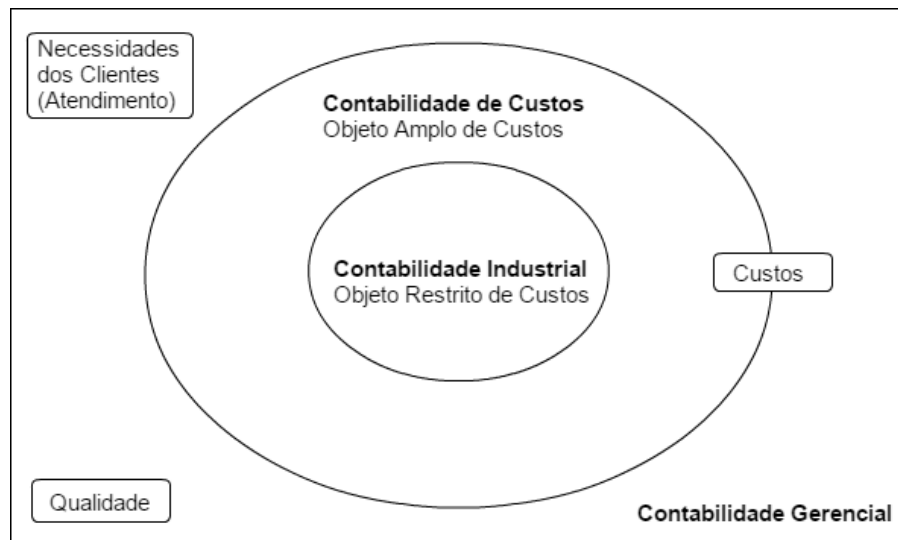 Necessidades
dos Clientes
(Atendimento)
Contabilidade de Custos
Objeto Amplo de Custos
Contabilidade Industrial
Objeto Restrito de Custos
Custos
Qualidade
Contabilidade Gerencial